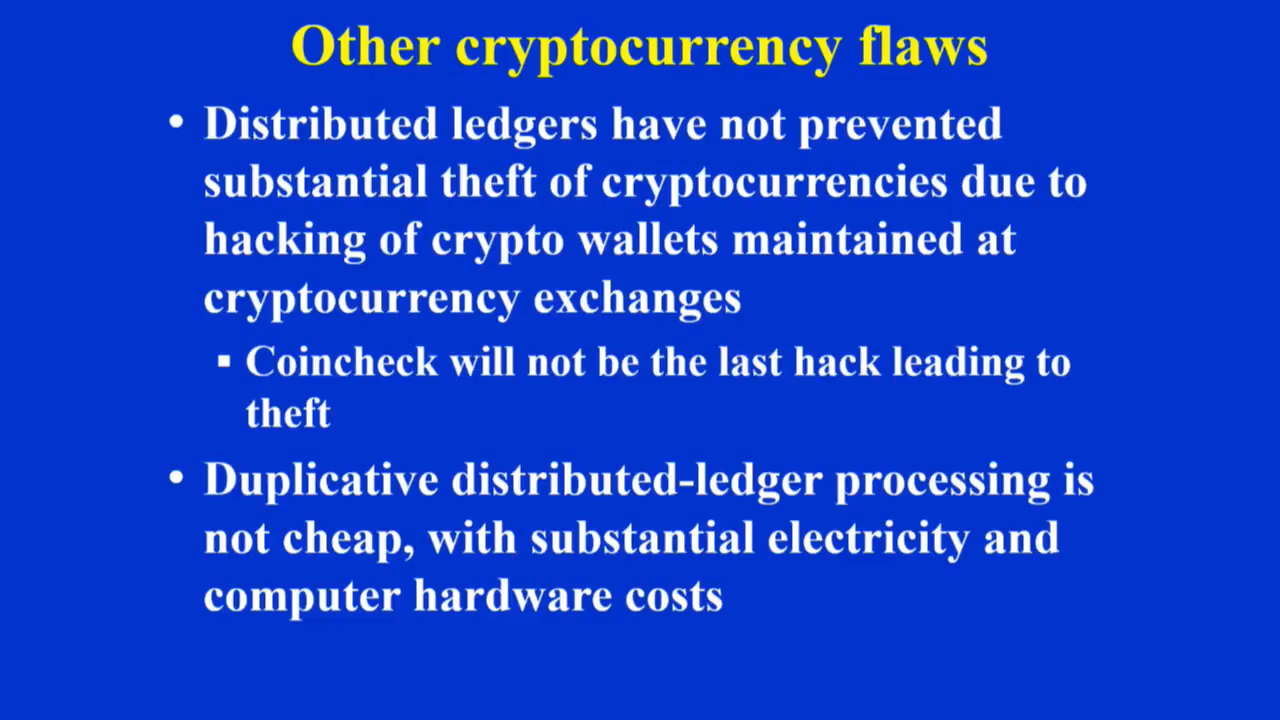 Other cryptocurrency flaws
• Distributed ledgers have not prevented
substantial theft of cryptocurrencies due to
hacking of crypto wallets maintained at
cryptocurrency exchanges
▪ Coincheck will not be the last hack leading to
theft
• Duplicative distributed-ledger processing is
not cheap, with substantial electricity and
computer hardware costs